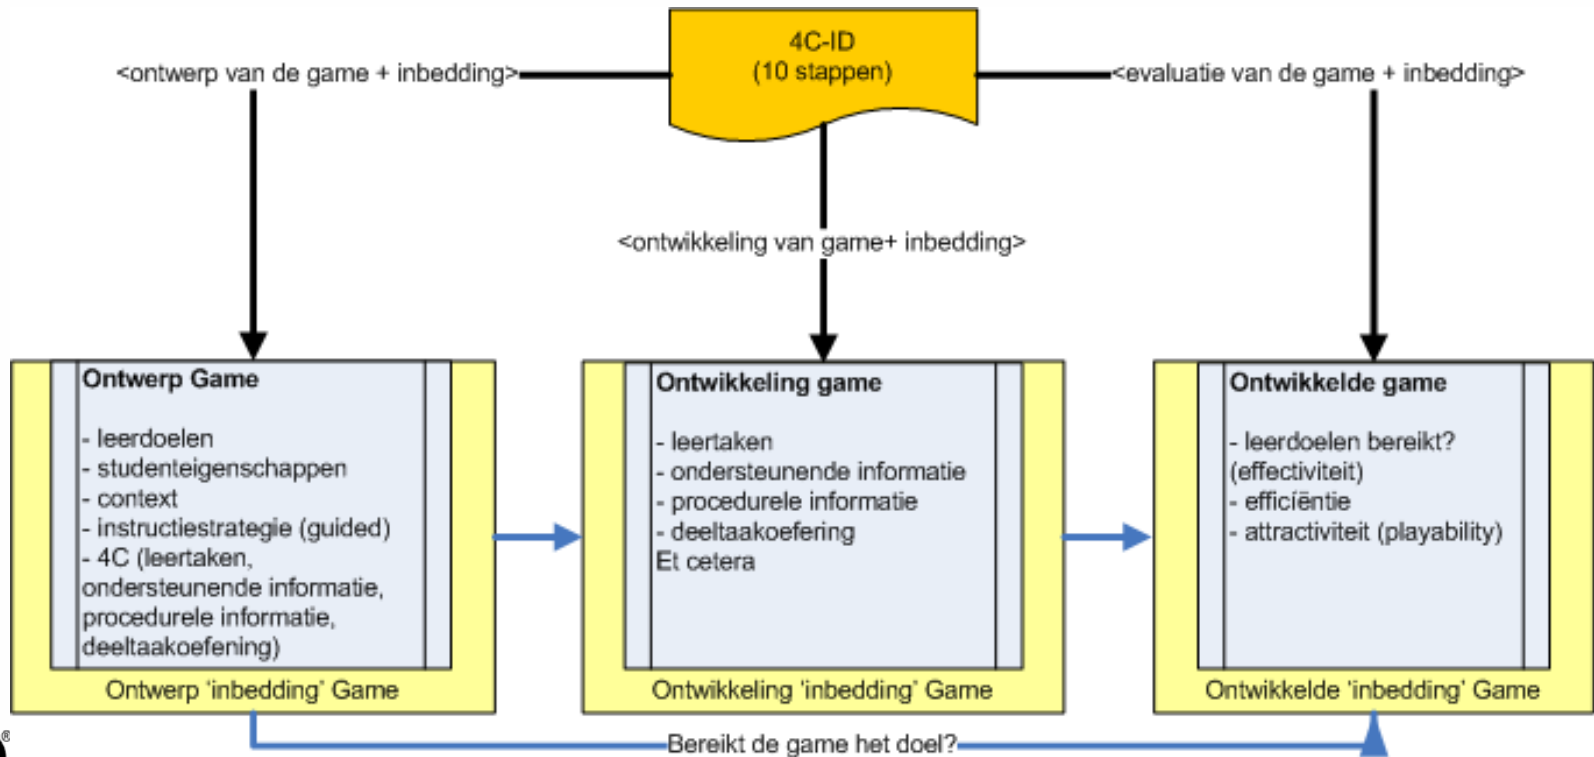 4C-ID
(10 stappen)
<ontwerp van de game + inbedding>
<evaluatie van de game + inbedding>
<ontwikkeling van game+ inbedding>
Ontwerp Game
- leerdoelen
- studenteigenschappen
- context
- instructiestrategie (guided)
- 4C (leertaken,
ondersteunende informatie,
procedurele informatie,
deeltaakoefening)
Ontwerp 'inbedding' Game
Ontwikkeling game
- leertaken
- ondersteunende informatie
- procedurele informatie
- deeltaakoefering
Et cetera
Ontwikkeling 'inbedding' Game
Ontwikkelde game
- leerdoelen bereikt?
(effectiviteit)
- efficíëntie
- attractiviteit (playability)
Ontwikkelde 'inbedding' Game
Bereikt de game het doel?
®